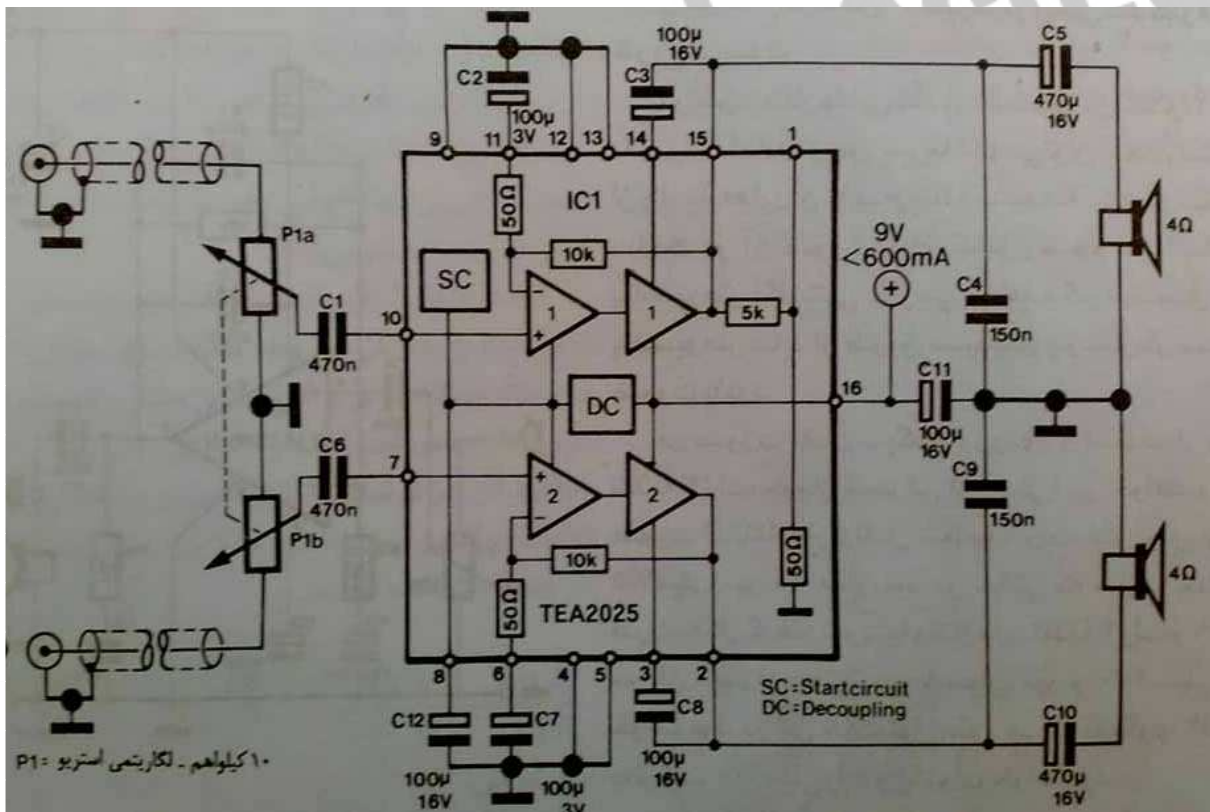 100µ
16V
C2
C3
C5
100µ
3V
470µ
16V
9
11
12
13
14
15
1
50Ω
IC1
P1a
10k
9V
<600mA
4Ω
SC
C1
10
470n
1
1
5k
C4
150n
DC
16
C11
100µ
16V
C6
7
470n
2
2
C9
150n
P1b
10k
50Ω
50Ω
TEA2025
4Ω
8
6
4
5
3
2
SC=Startcircuit
DC=Decoupling
C12
C7
C8
C10
P1= ۱۰ کیلواهم - لگاریتمی استریو
100µ
16V
100µ
3V
100µ
16V
470µ
16V